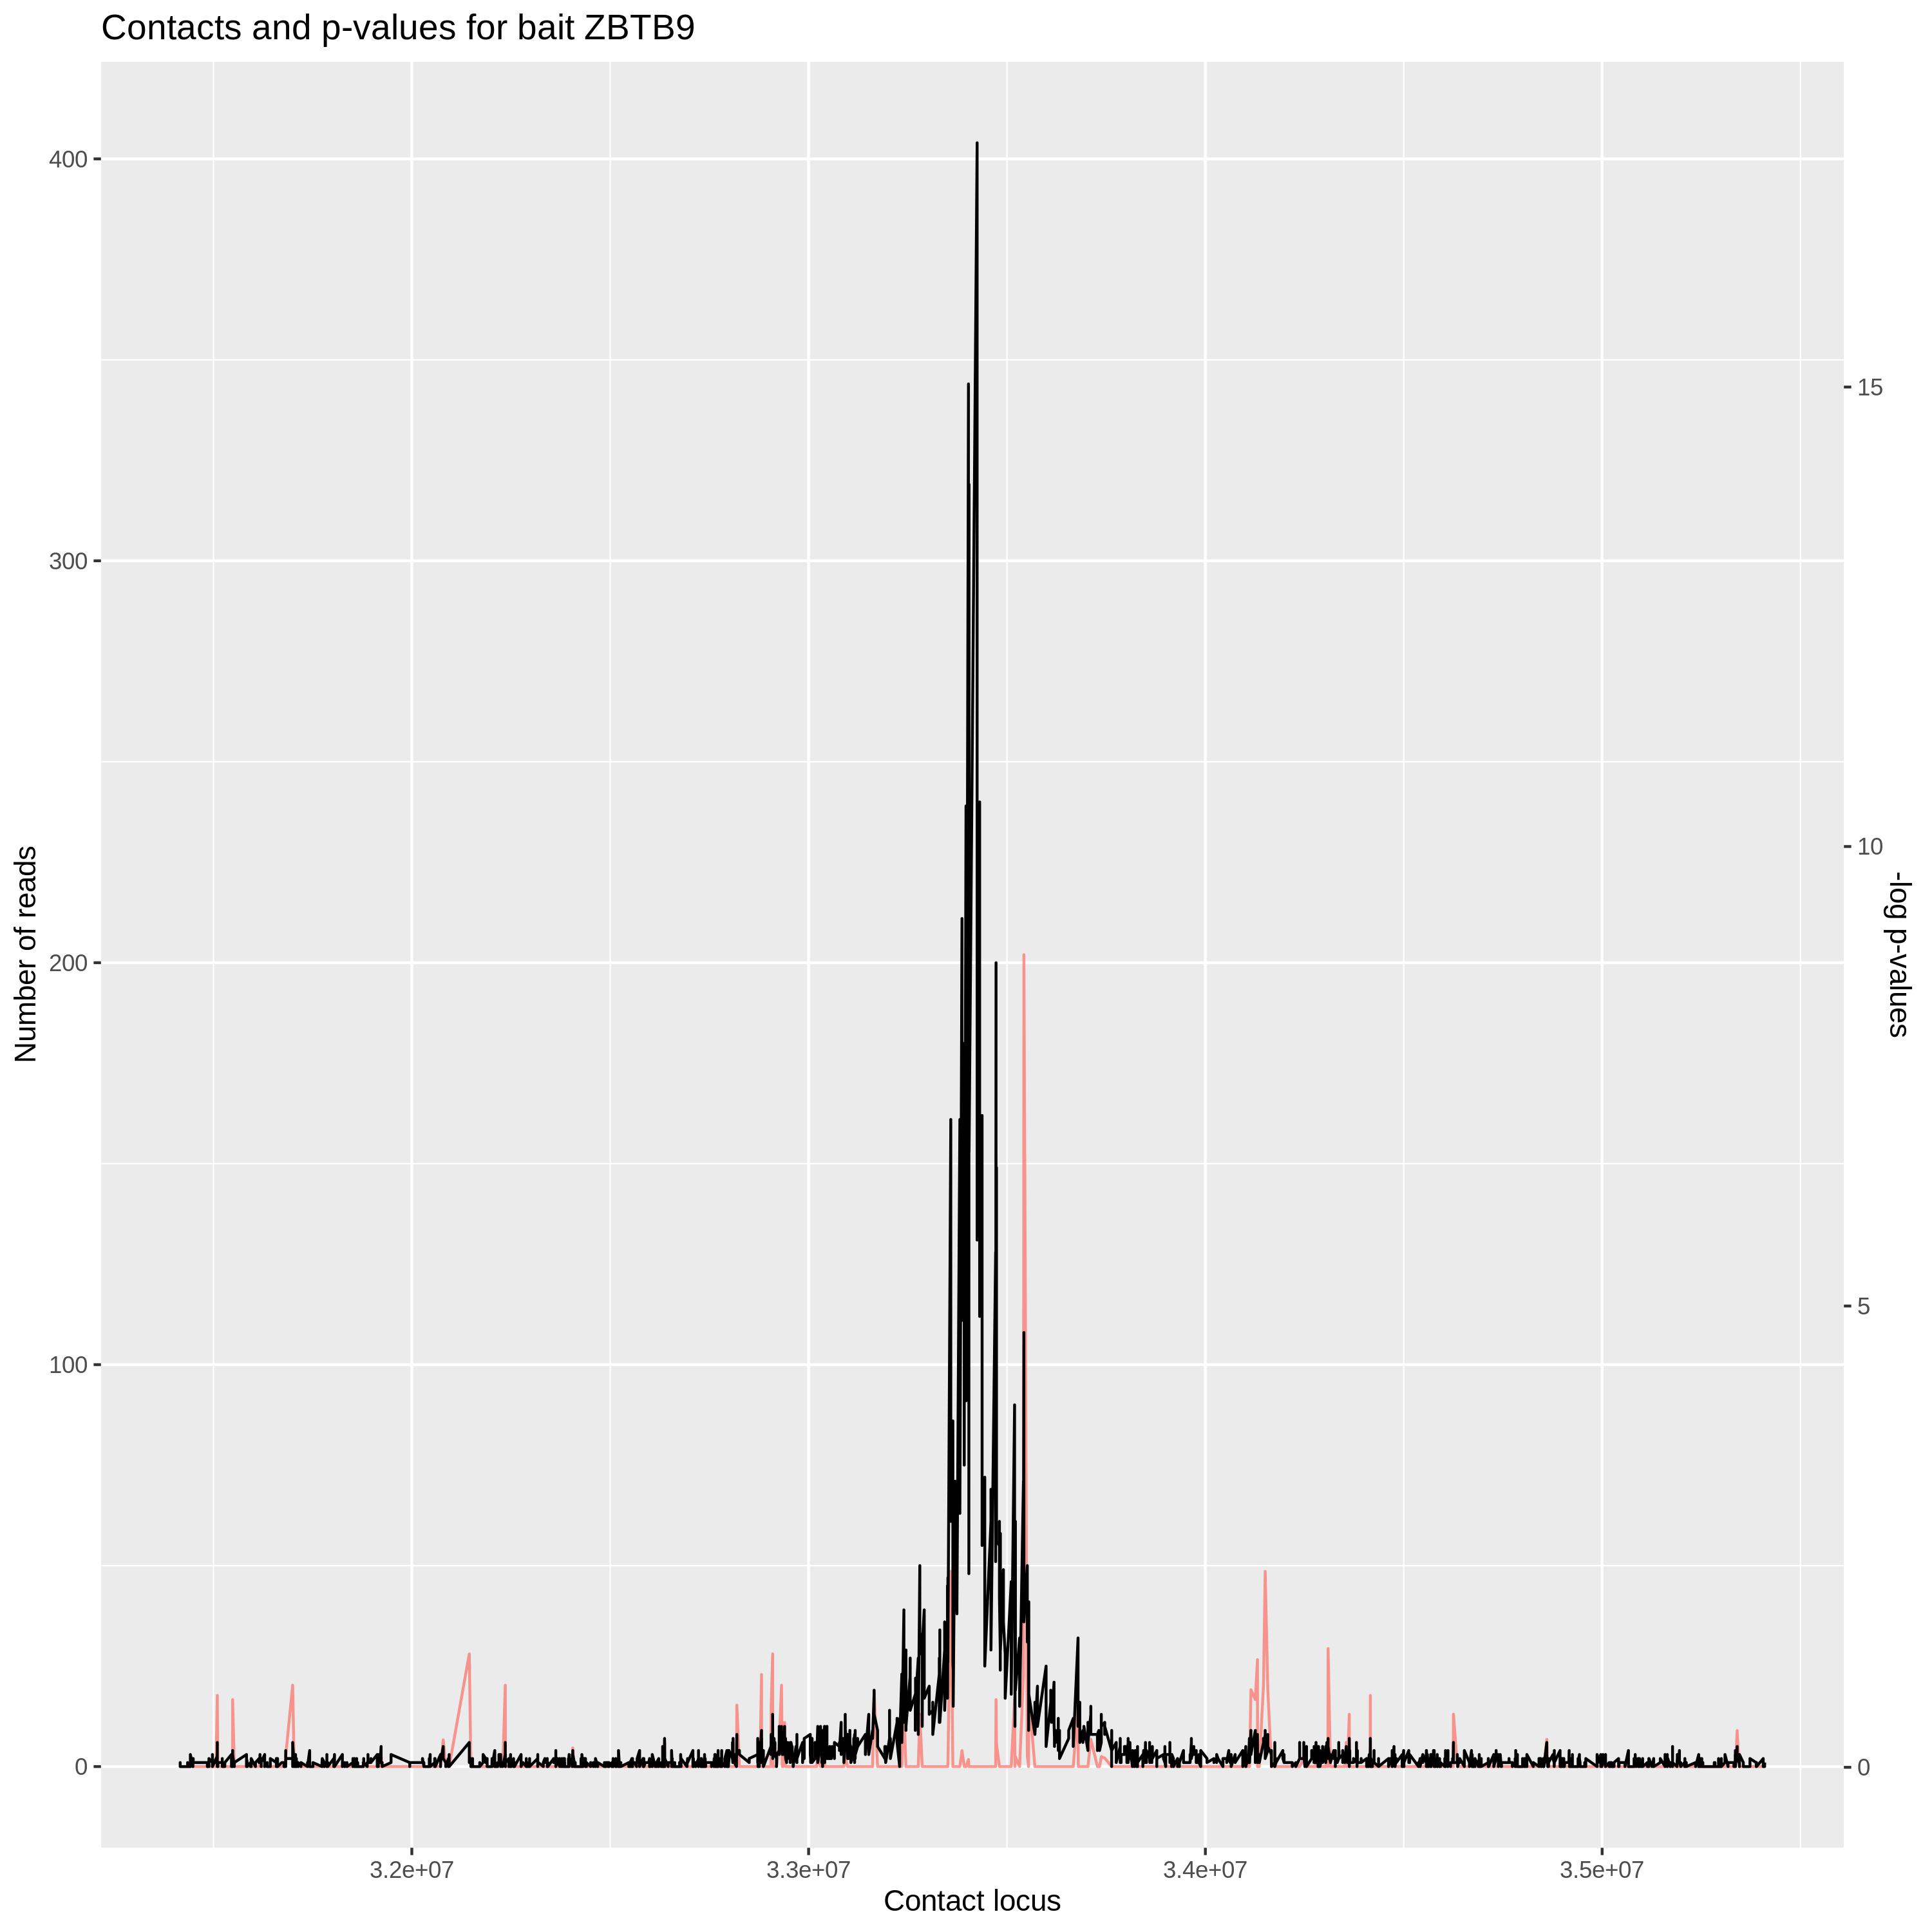 Contacts and p-values for bait ZBTB9
400
300
200
100
0
Number of reads
15
10
5
0
-log p-values
3.2e+07
3.3e+07
3.4e+07
3.5e+07
Contact locus